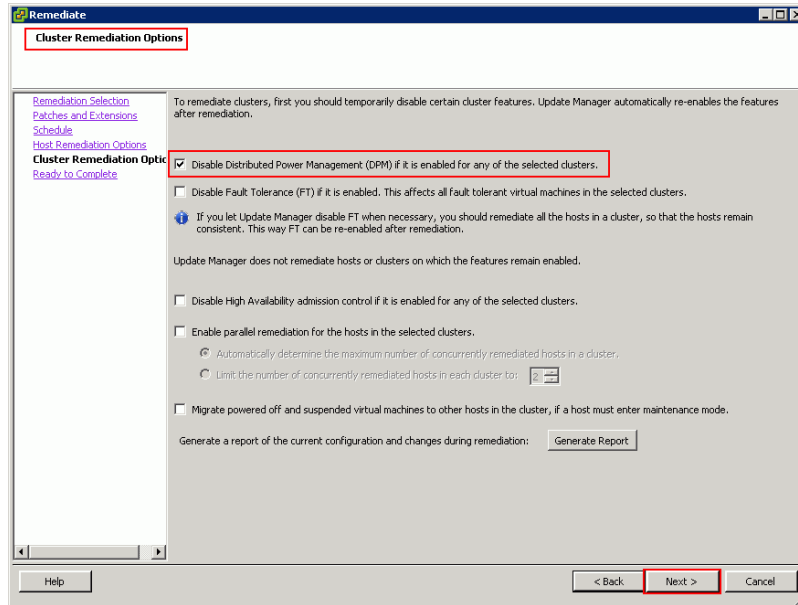 Remediate
Cluster Remediation Options
Remediation Selection
Patches and Extensions
Schedule
Host Remediation Options
Cluster Remediation Optic
Ready to Complete
To remediate clusters, first you should temporarily disable certain cluster features. Update Manager automatically re-enables the features
after remediation.
Disable Distributed Power Management (DPM) if it is enabled for any of the selected clusters.
Disable Fault Tolerance (FT) if it is enabled. This affects all fault tolerant virtual machines in the selected clusters.
If you let Update Manager disable FT when necessary, you should remediate all the hosts in a cluster, so that the hosts remain
consistent. This way FT can be re-enabled after remediation.
Update Manager does not remediate hosts or clusters on which the features remain enabled.
Disable High Availability admission control if it is enabled for any of the selected clusters.
Enable parallel remediation for the hosts in the selected clusters.
Automatically determine the maximum number of concurrently remediated hosts in a cluster.
Limit the number of concurrently remediated hosts in each cluster to: 2
Migrate powered off and suspended virtual machines to other hosts in the cluster, if a host must enter maintenance mode.
Generate a report of the current configuration and changes during remediation: Generate Report
Help < Back Next > Cancel